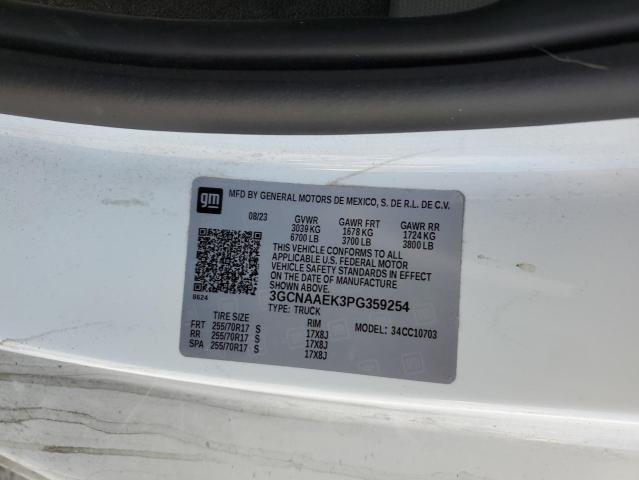 gm MFD BY GENERAL MOTORS DE MEXICO, S. DE R.L. DE C.V.
08/23 GVWR GAWR FRT GAWR RR
3039 KG 1678 KG 1724 KG
6700 LB 3700 LB 3800 LB
THIS VEHICLE CONFORMS TO ALL
APPLICABLE U.S. FEDERAL MOTOR
VEHICLE SAFETY STANDARDS IN EFFECT
ON THE DATE OF MANUFACTURE
SHOWN ABOVE.
8624 3GCNAAEK3PG359254
TYPE: TRUCK
TIRE SIZE RIM MODEL: 34CC10703
FRT 255/70R17 S 17X8J
RR 255/70R17 S 17X8J
SPA 255/70R17 S 17X8J